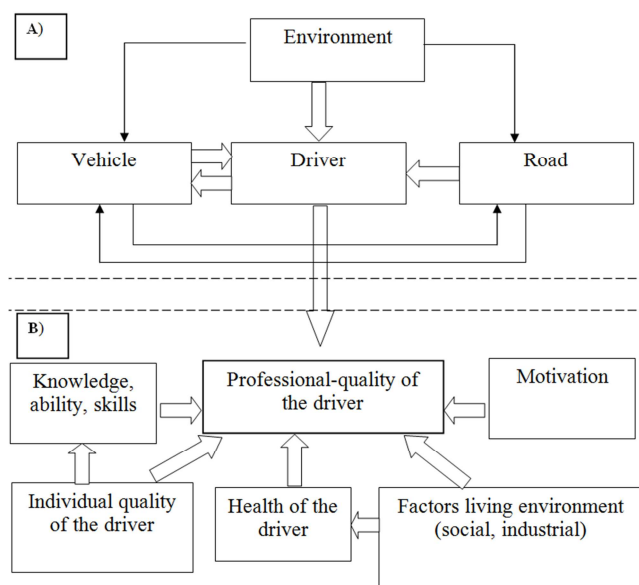 A)
Environment
Vehicle
Driver
Road
B)
Knowledge,
ability, skills
Professional-quality of
the driver
Motivation
Individual quality
of the driver
Health of the
driver
Factors living environment
(social, industrial)